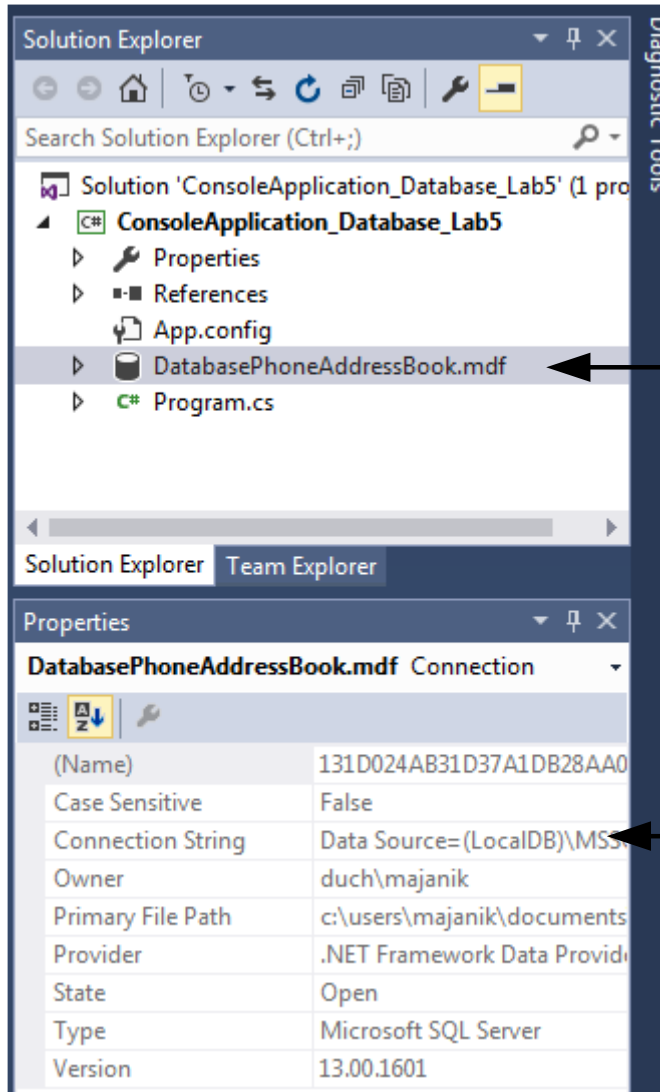 Solution Explorer
Diagnostic Tools
Search Solution Explorer (Ctrl+;)
Solution 'ConsoleApplication_Database_Lab5' (1 pro
C# ConsoleApplication_Database_Lab5
Properties
References
App.config
DatabasePhoneAddressBook.mdf
C# Program.cs
Solution Explorer Team Explorer
Properties
DatabasePhoneAddressBook.mdf Connection
(Name) 131D024AB31D37A1DB28AA0
Case Sensitive False
Connection String Data Source=(LocalDB)\MSS
Owner duch\majanik
Primary File Path c:\users\majanik\documents
Provider .NET Framework Data Provid
State Open
Type Microsoft SQL Server
Version 13.00.1601